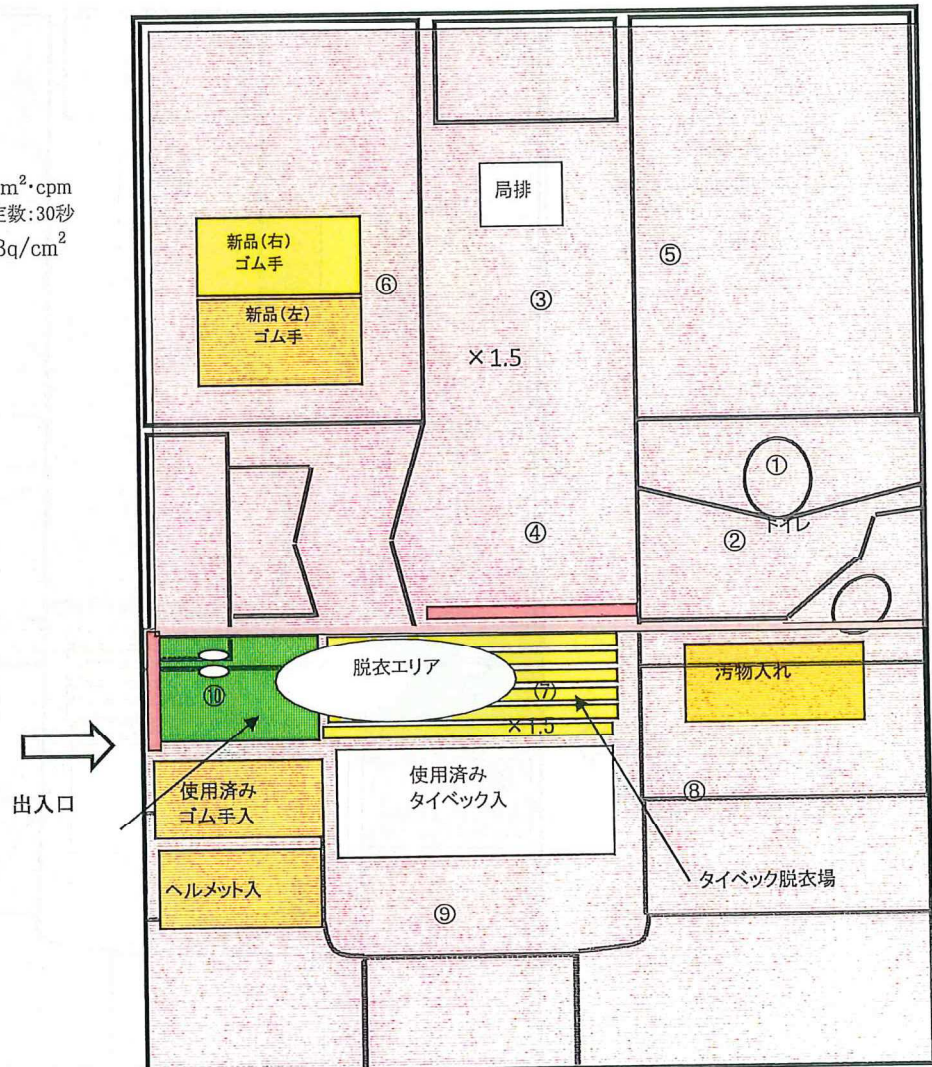 m²・cpm
定数:30秒
Bq/cm²
局排
新品(右)
ゴム手
⑥
③
⑤
新品(左)
ゴム手
×1.5
①
トイレ
④
②
脱衣エリア
汚物入れ
⑩
(7)
×1.5
出入口
使用済み
ゴム手入
使用済み
タイベック入
⑧
ヘルメット入
タイベック脱衣場
⑨